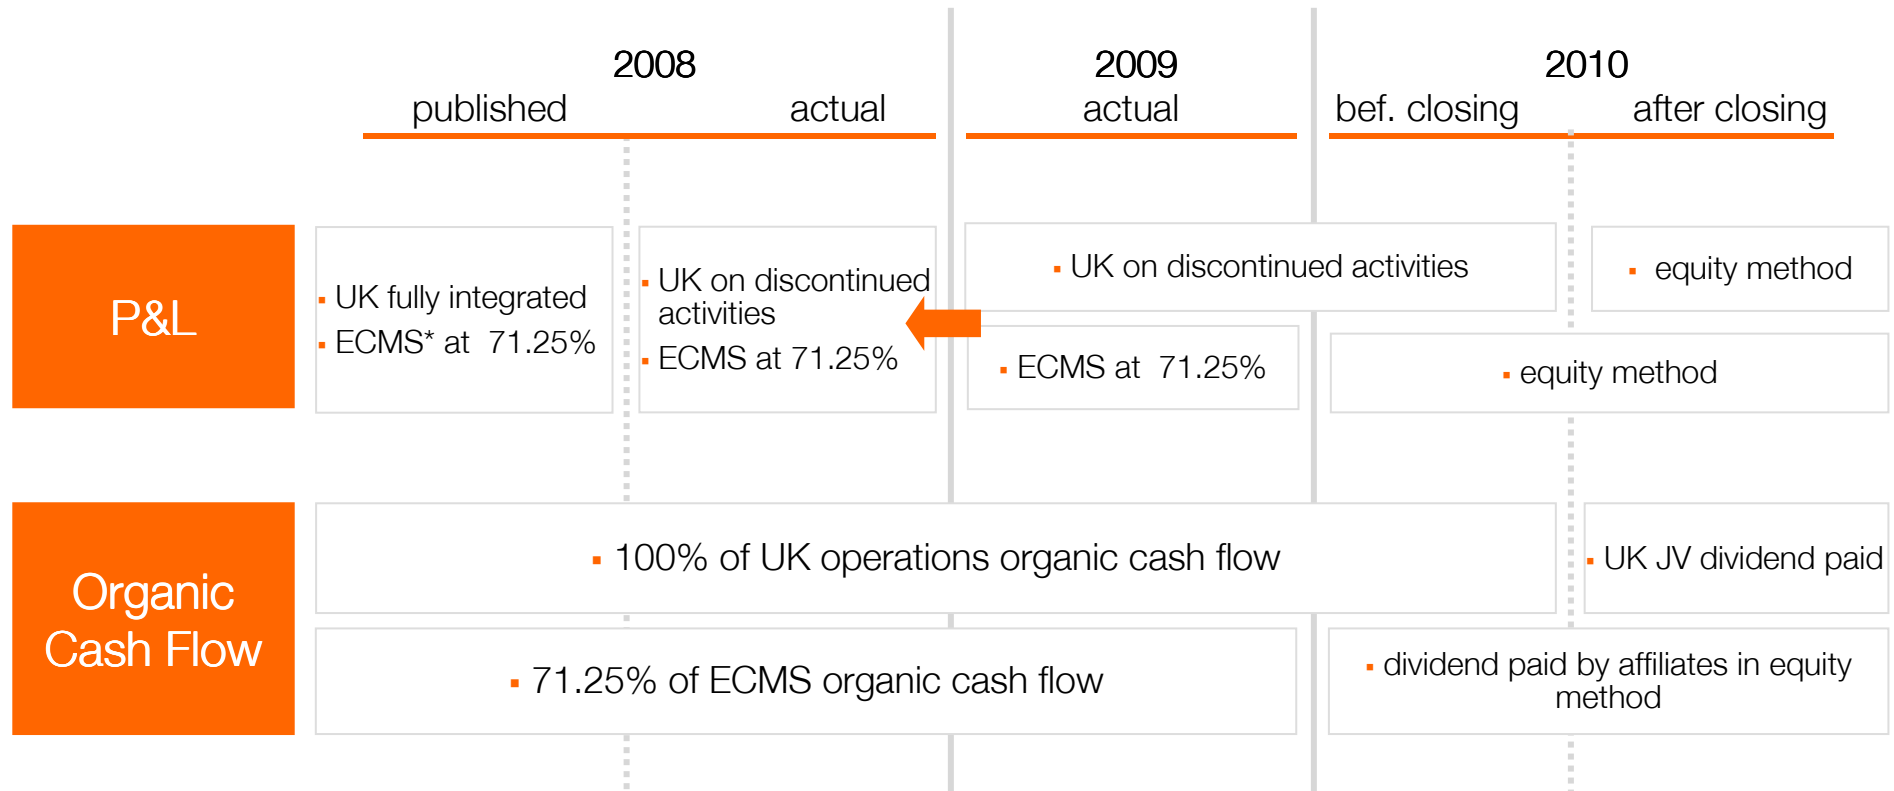 2008
2009
2010
published
actual
actual
bef. closing
after closing
P&L
▪ UK fully integrated
▪ ECMS* at 71.25%
▪ UK on discontinued
activities
▪ ECMS at 71.25%
▪ UK on discontinued activities
▪ ECMS at 71.25%
▪ equity method
▪ equity method
Organic
Cash Flow
▪ 100% of UK operations organic cash flow
▪ UK JV dividend paid
▪ 71.25% of ECMS organic cash flow
▪ dividend paid by affiliates in equity
method